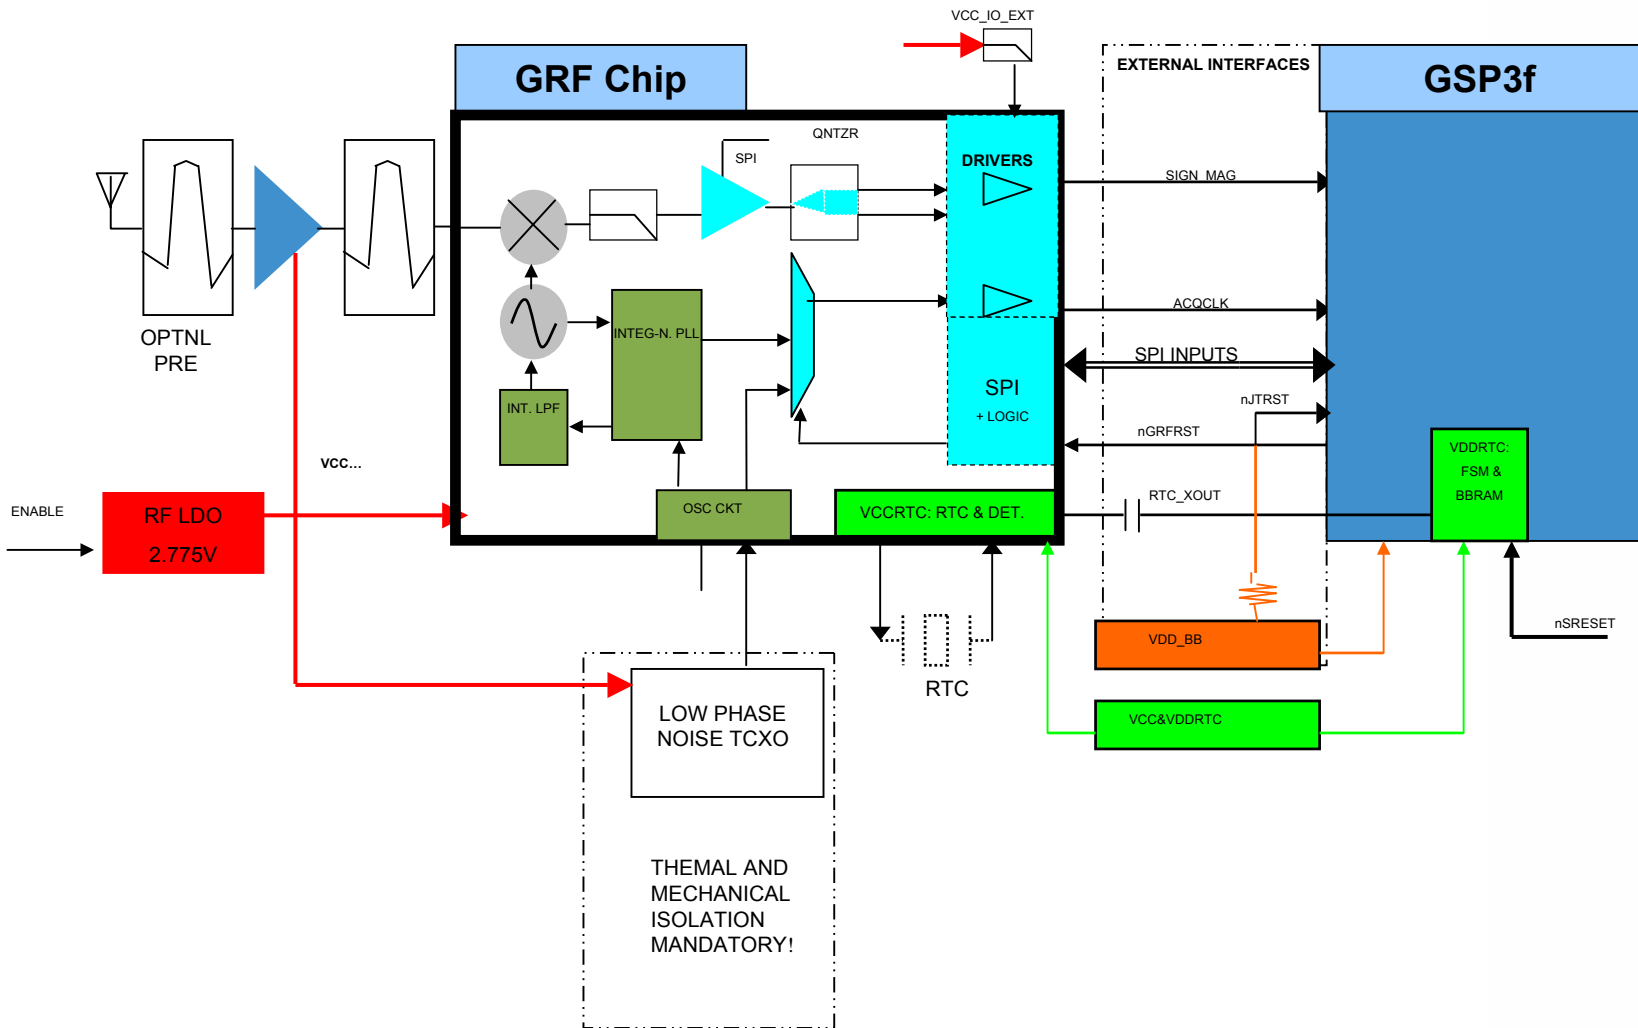 VCC_IO_EXT
GRF Chip
EXTERNAL INTERFACES
GSP3f
QNTZR
SPI
DRIVERS
SIGN_MAG
ACQCLK
OPTNL
PRE
INTEG-N. PLL
SPI INPUTS
INT. LPF
SPI
+ LOGIC
nJTRST
nGRFRST
VCC...
VDDRTC:
FSM &
BBRAM
ENABLE
RF LDO
2.775V
OSC CKT
VCCRTC: RTC & DET.
RTC_XOUT
nSRESET
VDD_BB
RTC
LOW PHASE
NOISE TCXO
VCC&VDDRTC
THEMAL AND
MECHANICAL
ISOLATION
MANDATORY!